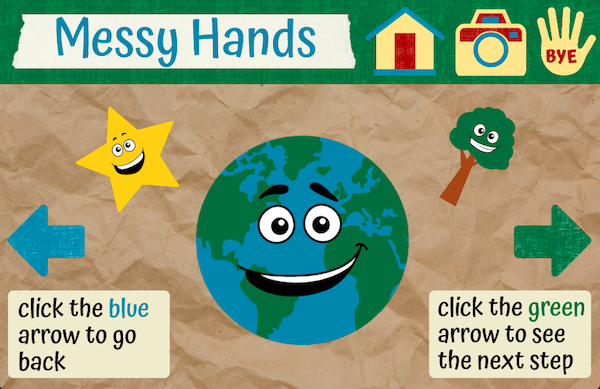 Messy Hands
BYE
click the blue
arrow to go
back
click the green
arrow to see
the next step